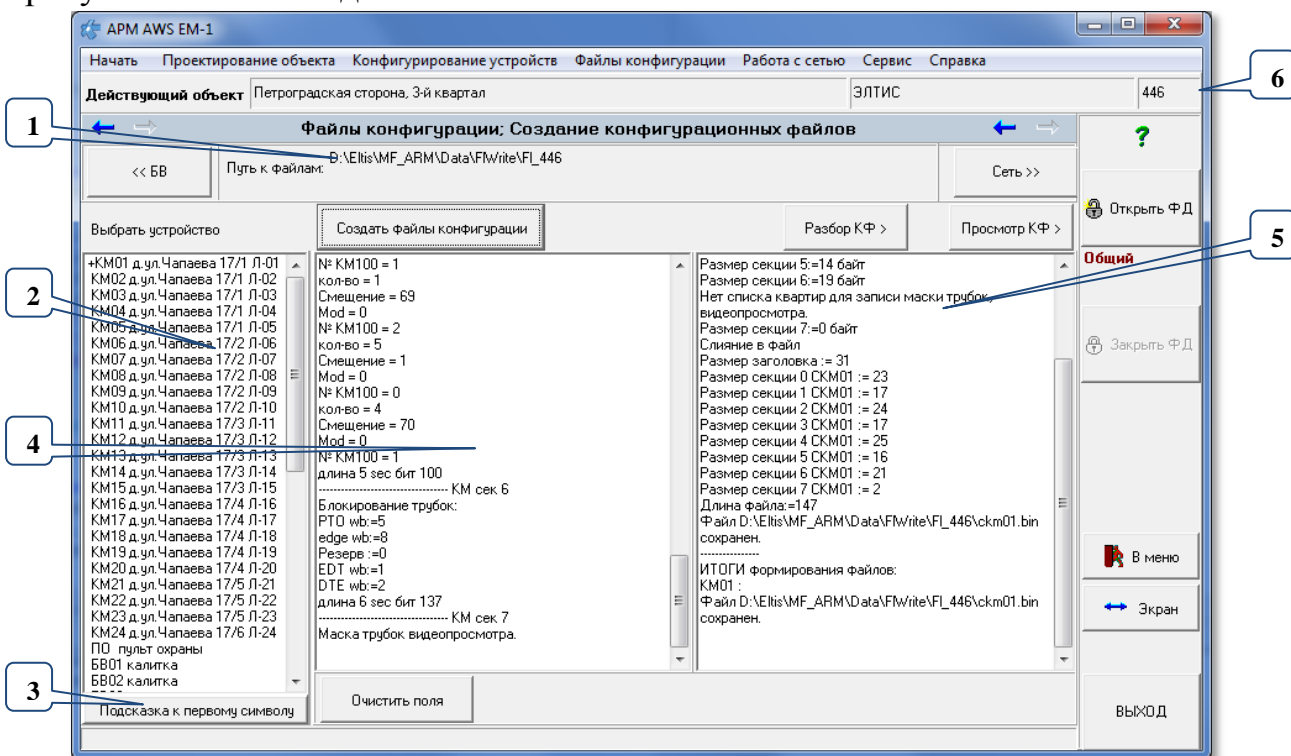 АРМ AWS EM-1
Начать Проектирование объекта Конфигурирование устройств Файлы конфигурации Работа с сетью Сервис Справка
Действующий объект Петроградская сторона, 3-й квартал ЭЛТИС 446
6
1
Файлы конфигурации; Создание конфигурационных файлов
?
<< БВ
Путь к файлам:
D:\Eltis\MF_ARM\Data\FlWrite\Fl_446
Сеть >>
Открыть ФД
Выбрать устройство
Создать файлы конфигурации
Разбор КФ >
Просмотр КФ >
5
Общий
Закрыть ФД
2
+КМ01 д.ул.Чапаева 17/1 Л-01
КМ02 д.ул.Чапаева 17/1 Л-02
КМ03 д.ул.Чапаева 17/1 Л-03
КМ04 д.ул.Чапаева 17/1 Л-04
КМ05 д.ул.Чапаева 17/1 Л-05
КМ06 д.ул.Чапаева 17/2 Л-06
КМ07 д.ул.Чапаева 17/2 Л-07
КМ08 д.ул.Чапаева 17/2 Л-08
КМ09 д.ул.Чапаева 17/2 Л-09
КМ10 д.ул.Чапаева 17/2 Л-10
КМ11 д.ул.Чапаева 17/3 Л-11
КМ12 д.ул.Чапаева 17/3 Л-12
КМ13 д.ул.Чапаева 17/3 Л-13
КМ14 д.ул.Чапаева 17/3 Л-14
КМ15 д.ул.Чапаева 17/3 Л-15
КМ16 д.ул.Чапаева 17/4 Л-16
КМ17 д.ул.Чапаева 17/4 Л-17
КМ18 д.ул.Чапаева 17/4 Л-18
КМ19 д.ул.Чапаева 17/4 Л-19
КМ20 д.ул.Чапаева 17/4 Л-20
КМ21 д.ул.Чапаева 17/5 Л-21
КМ22 д.ул.Чапаева 17/5 Л-22
КМ23 д.ул.Чапаева 17/5 Л-23
КМ24 д.ул.Чапаева 17/6 Л-24
ПО пульт охраны
БВ01 калитка
БВ02 калитка
4
3
Подсказка к первому символу
№ КМ100 = 1
кол-во = 1
Смещение = 69
Mod = 0
№ КМ100 = 2
кол-во = 5
Смещение = 1
Mod = 0
№ КМ100 = 0
кол-во = 4
Смещение = 70
Mod = 0
№ КМ100 = 1
длина 5 sec бит 100
-------------------------------- КМ сек 6
Блокирование трубок:
РТО wb:=5
edge wb:=8
Резерв :=0
EDT wb:=1
DTE wb:=2
длина 6 sec бит 137
-------------------------------- КМ сек 7
Маска трубок видеопросмотра.
Очистить поля
Размер секции 5:=14 байт
Размер секции 6:=19 байт
Нет списка квартир для записи маски трубок,
видеопросмотра.
Размер секции 7:=0 байт
Слияние в файл
Размер заголовка := 31
Размер секции 0 СКМ01 := 23
Размер секции 1 СКМ01 := 17
Размер секции 2 СКМ01 := 24
Размер секции 3 СКМ01 := 17
Размер секции 4 СКМ01 := 25
Размер секции 5 СКМ01 := 16
Размер секции 6 СКМ01 := 21
Размер секции 7 СКМ01 := 2
Длина файла:=147
Файл D:\Eltis\MF_ARM\Data\FlWrite\Fl_446\ckm01.bin
сохранен.
---------------
ИТОГИ формирования файлов:
КМ01 :
Файл D:\Eltis\MF_ARM\Data\FlWrite\Fl_446\ckm01.bin
сохранен.
В меню
Экран
ВЫХОД